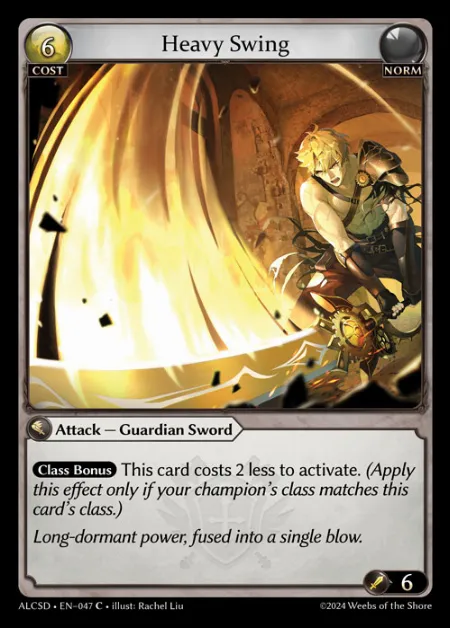 6
Heavy Swing
COST
NORM
Attack — Guardian Sword
Class Bonus This card costs 2 less to activate. (Apply
this effect only if your champion's class matches this
card's class.)
Long-dormant power, fused into a single blow.
6
ALCSD • EN-047 C • illust: Rachel Liu
©2024 Weebs of the Shore